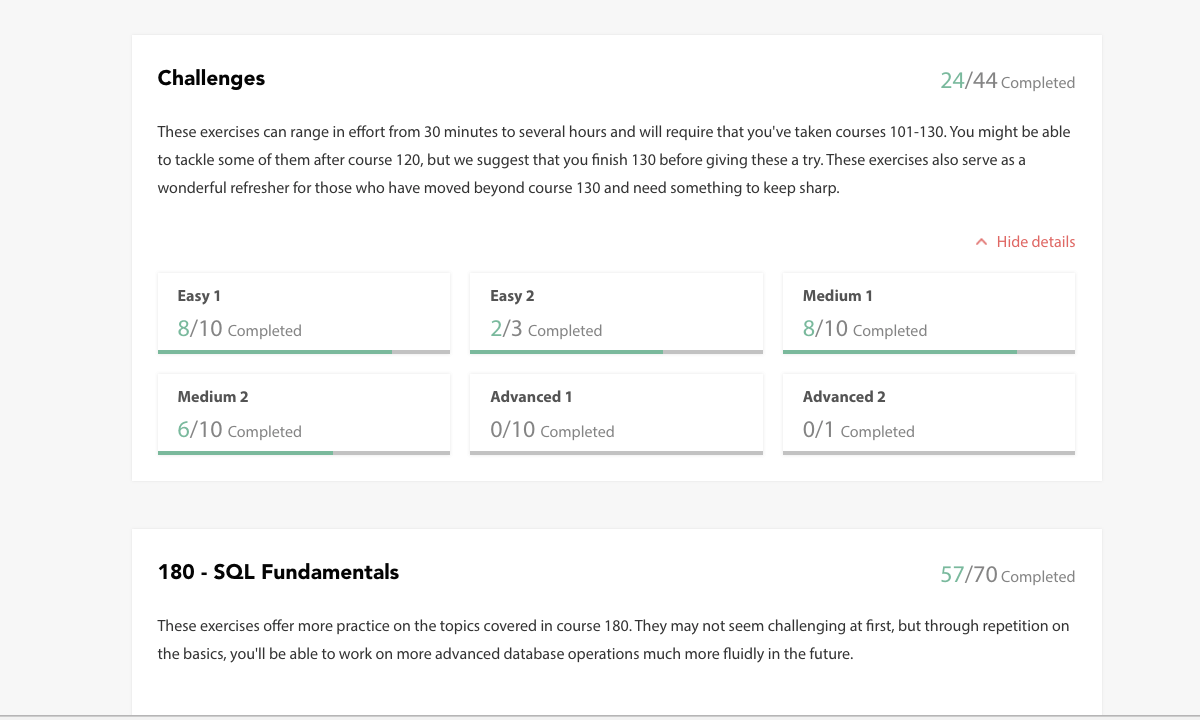 Challenges
24/44 Completed
These exercises can range in effort from 30 minutes to several hours and will require that you've taken courses 101-130. You might be able
to tackle some of them after course 120, but we suggest that you finish 130 before giving these a try. These exercises also serve as a
wonderful refresher for those who have moved beyond course 130 and need something to keep sharp.
Hide details
Easy 1
8/10 Completed
Easy 2
2/3 Completed
Medium 1
8/10 Completed
Medium 2
6/10 Completed
Advanced 1
0/10 Completed
Advanced 2
0/1 Completed
180 - SQL Fundamentals
57/70 Completed
These exercises offer more practice on the topics covered in course 180. They may not seem challenging at first, but through repetition on
the basics, you'll be able to work on more advanced database operations much more fluidly in the future.